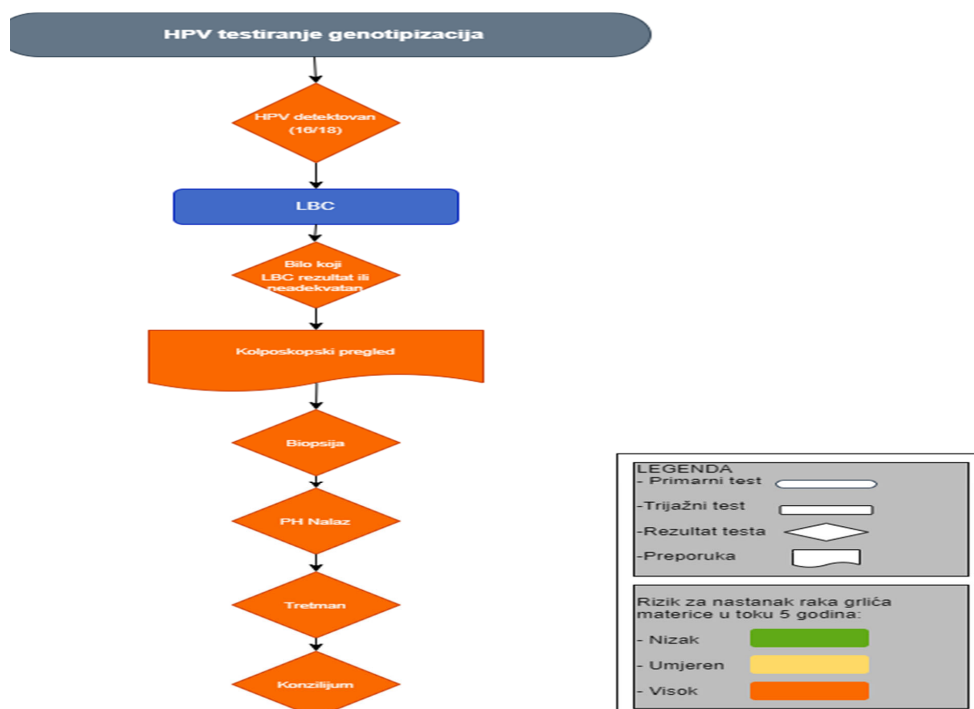 HPV testiranje genotipizacija
HPV detektovan
(16/18)
LBC
Bilo koji
LBC rezultat ili
neadekvatan
Kolposkopski pregled
Biopsija
PH Nalaz
Tretman
Konzilijum
LEGENDA
- Primarni test
-Trijažni test
-Rezultat testa
-Preporuka
Rizik za nastanak raka grlića
materice u toku 5 godina:
- Nizak
- Umjeren
- Visok